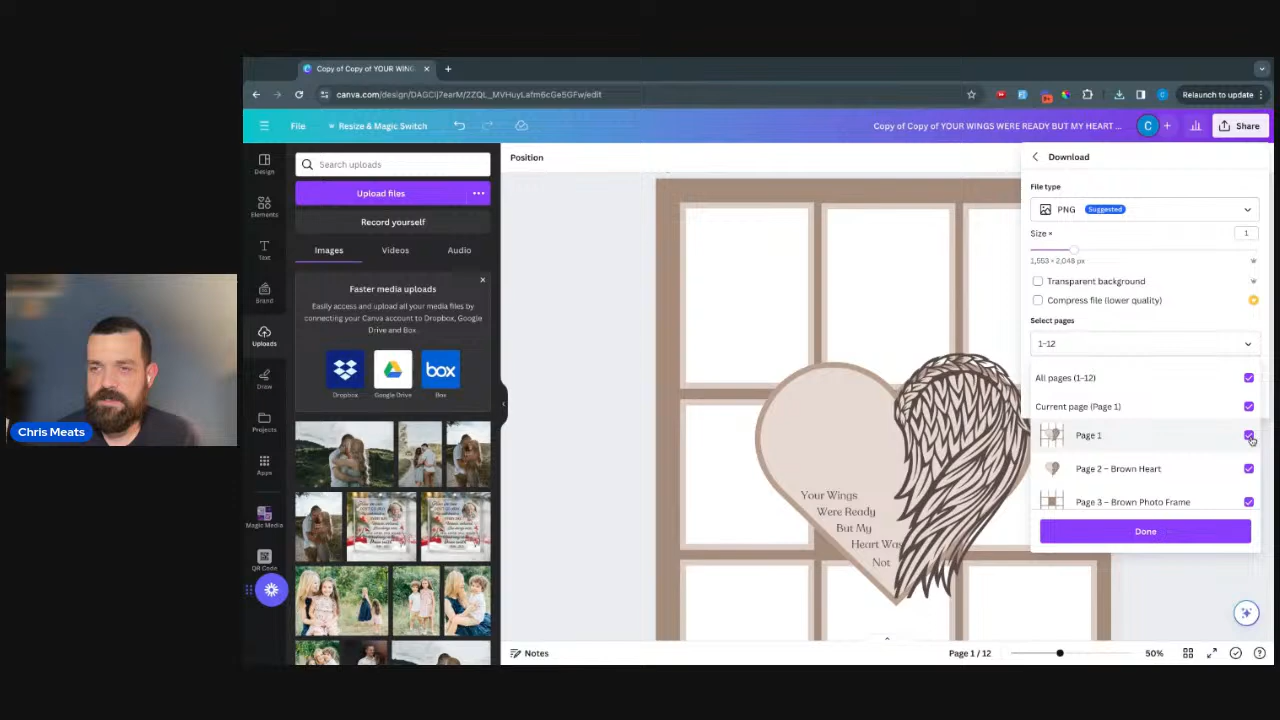 Copy of Copy of YOUR WING
canva.com/design/DAGCIj7earM/2ZQL_MVHuyLafm6cGe5GFw/edit
Relaunch to update
File
Resize & Magic Switch
Copy of Copy of YOUR WINGS WERE READY BUT MY HEART ...
C
Share
Design
Elements
Text
Brand
Uploads
Draw
Projects
Apps
Magic Media
QR Code
Search uploads
Upload files
Record yourself
Images
Videos
Audio
Faster media uploads
Easily access and upload all your media files by
connecting your Canva account to Dropbox, Google
Drive and Box.
box
Dropbox
Google Drive
Box
Position
Your Wings
Were Ready
But My
Heart Was
Not
Download
File type
PNG
Suggested
Size ×
1
1,553 × 2,048 px
Transparent background
Compress file (lower quality)
Select pages
1–12
All pages (1–12)
Current page (Page 1)
Page 1
Page 2 – Brown Heart
Page 3 – Brown Photo Frame
Done
Notes
Page 1 / 12
50%
Chris Meats